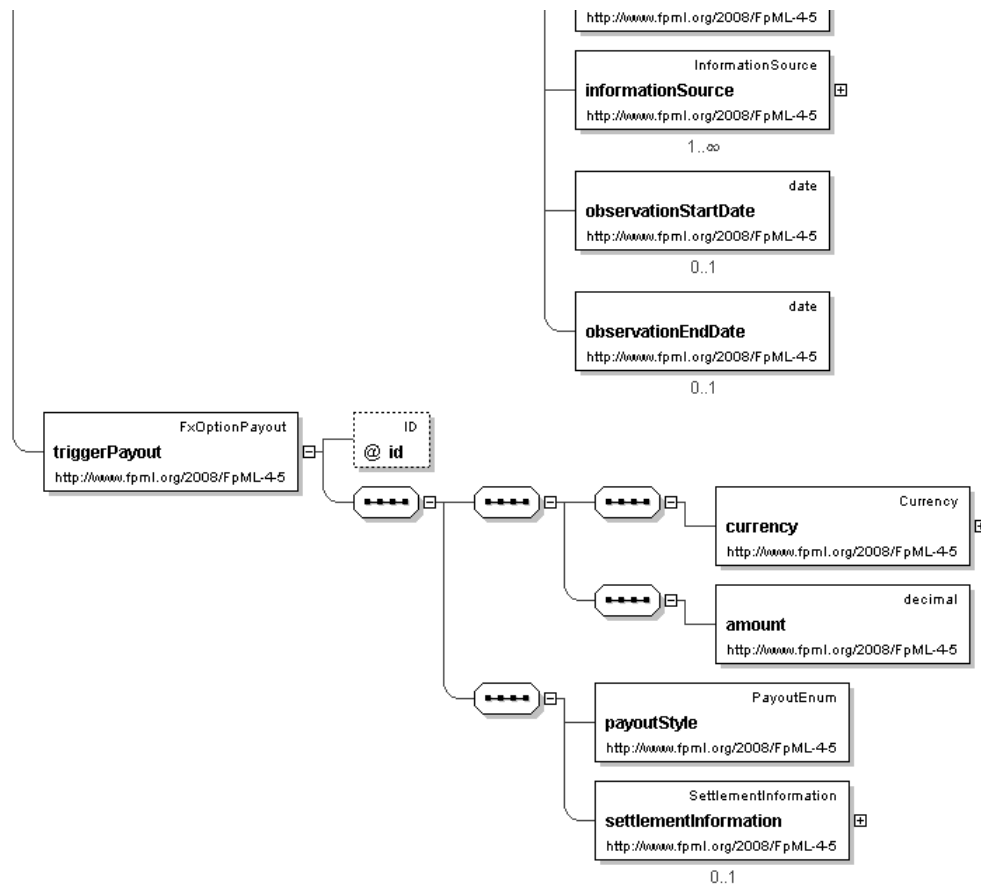 http://www.fpml.org/2008/FpML-4-5
InformationSource
informationSource
http://www.fpml.org/2008/FpML-4-5
1..∞
date
observationStartDate
http://www.fpml.org/2008/FpML-4-5
0..1
date
observationEndDate
http://www.fpml.org/2008/FpML-4-5
0..1
FxOptionPayout
triggerPayout
http://www.fpml.org/2008/FpML-4-5
ID
@ id
Currency
currency
http://www.fpml.org/2008/FpML-4-5
decimal
amount
http://www.fpml.org/2008/FpML-4-5
PayoutEnum
payoutStyle
http://www.fpml.org/2008/FpML-4-5
SettlementInformation
settlementInformation
http://www.fpml.org/2008/FpML-4-5
0..1